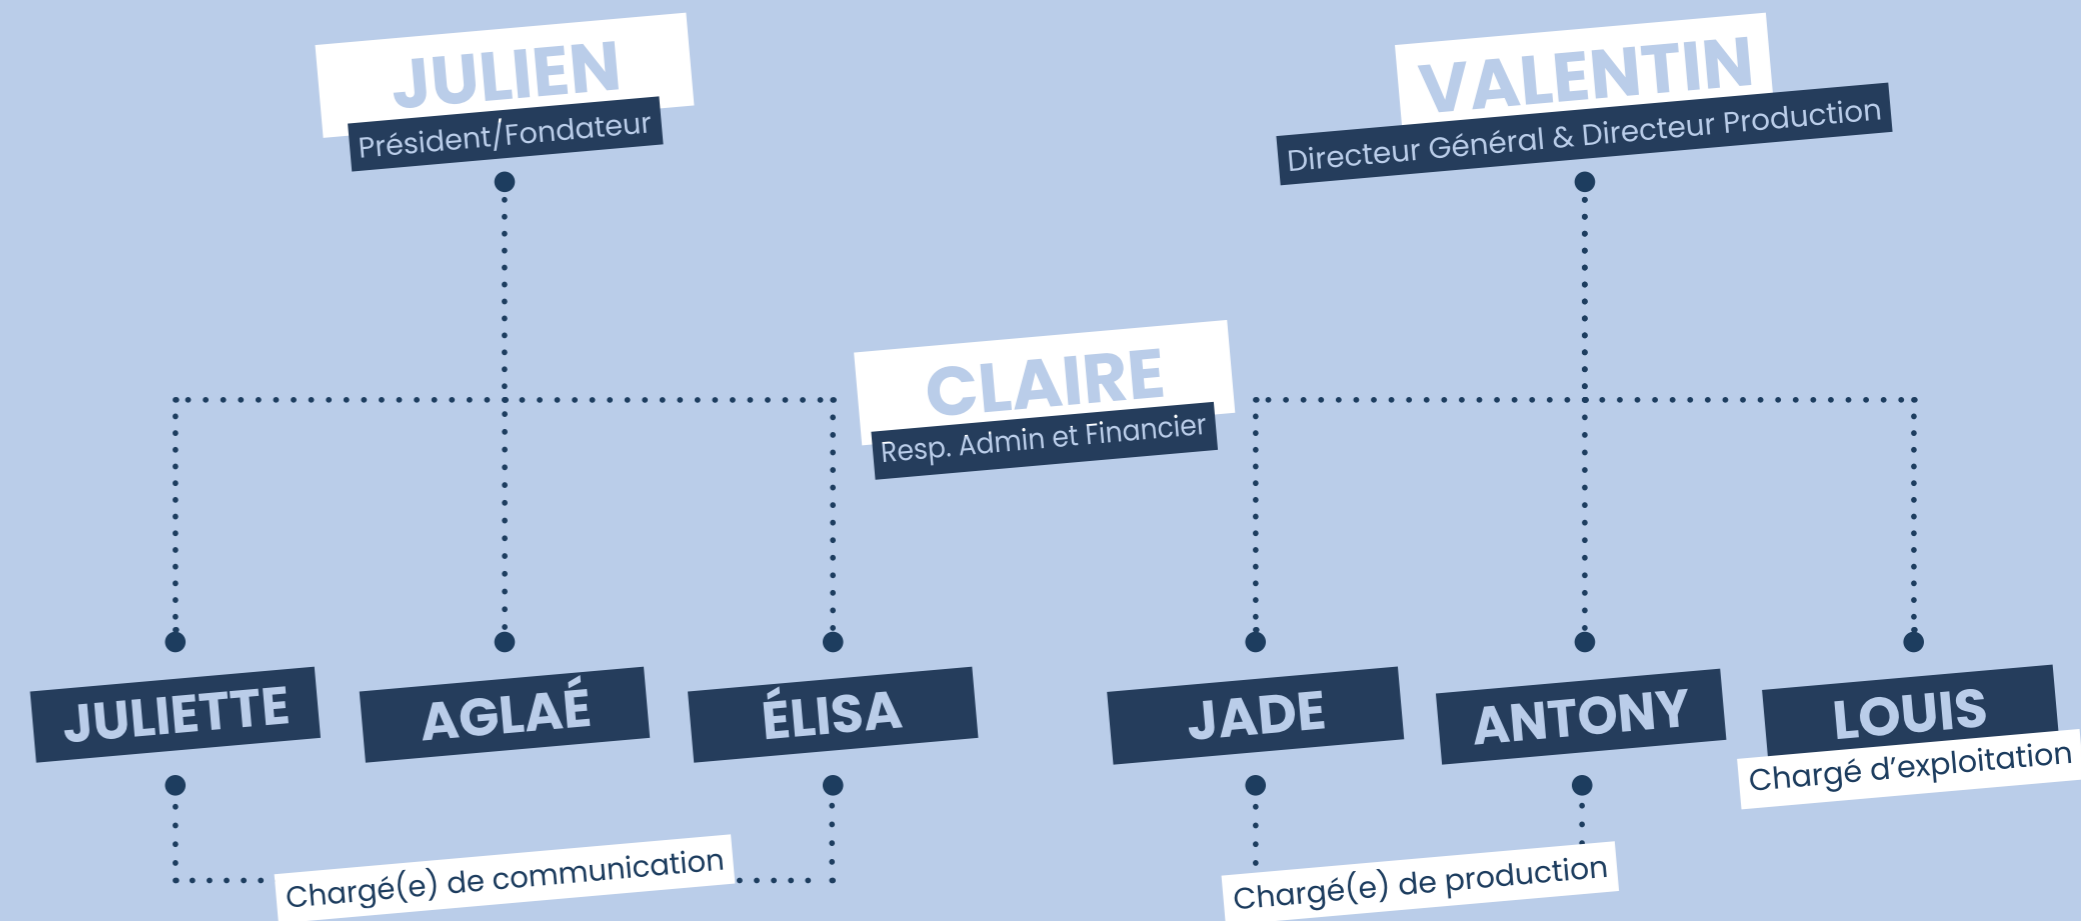 JULIEN
Président/Fondateur
VALENTIN
Directeur Général & Directeur Production
CLAIRE
Resp. Admin et Financier
JULIETTE
AGLAÉ
ÉLISA
JADE
ANTONY
LOUIS
Chargé d’exploitation
Chargé(e) de communication
Chargé(e) de production